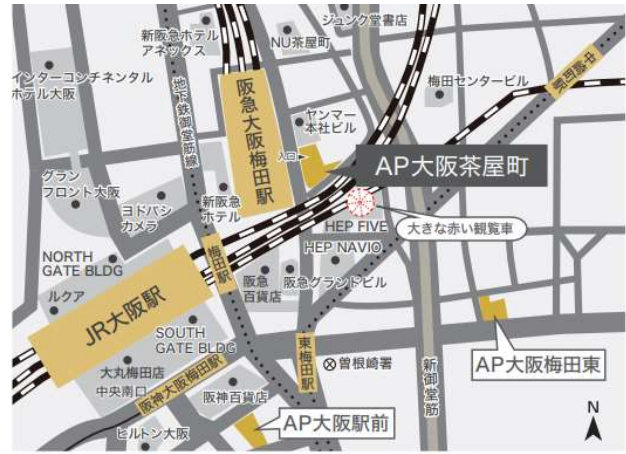 ジュンク堂書店
新阪急ホテル
アネックス
NU茶屋町
インターコンチネンタル
ホテル大阪
地下鉄御堂筋線
阪急大阪梅田駅
梅田センタービル
中崎町駅
ヤンマー
本社ビル
入口
AP大阪茶屋町
グラン
フロント大阪
ヨドバシ
カメラ
新阪急
ホテル
HEP FIVE
大きな赤い観覧車
HEP NAVIO
梅田駅
NORTH
GATE BLDG
ルクア
阪急
百貨店
阪急グランドビル
JR大阪駅
SOUTH
GATE BLDG
東梅田駅
曽根崎署
新御堂筋
AP大阪梅田東
大丸梅田店
中央南口
阪神大阪梅田駅
阪神百貨店
AP大阪駅前
ヒルトン大阪
N